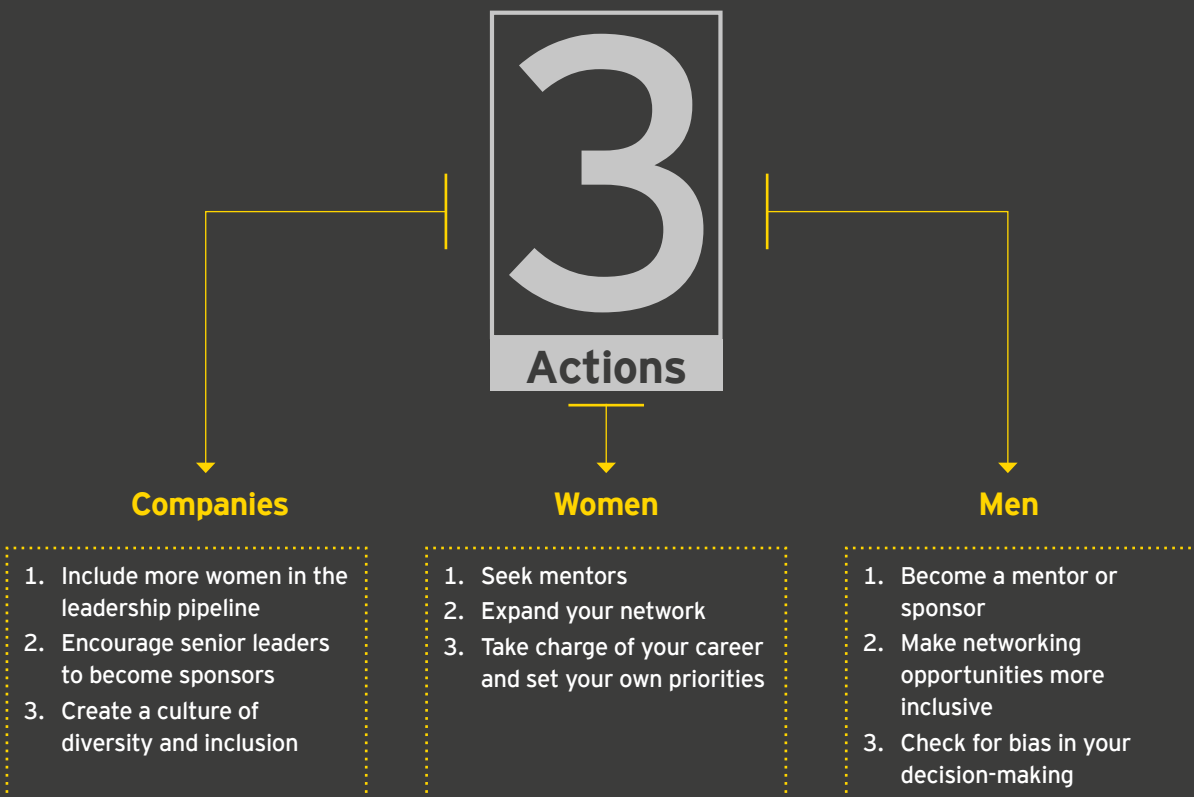 3
Actions
Companies
1. Include more women in the
leadership pipeline
2. Encourage senior leaders
to become sponsors
3. Create a culture of
diversity and inclusion
Women
1. Seek mentors
2. Expand your network
3. Take charge of your career
and set your own priorities
Men
1. Become a mentor or
sponsor
2. Make networking
opportunities more
inclusive
3. Check for bias in your
decision-making